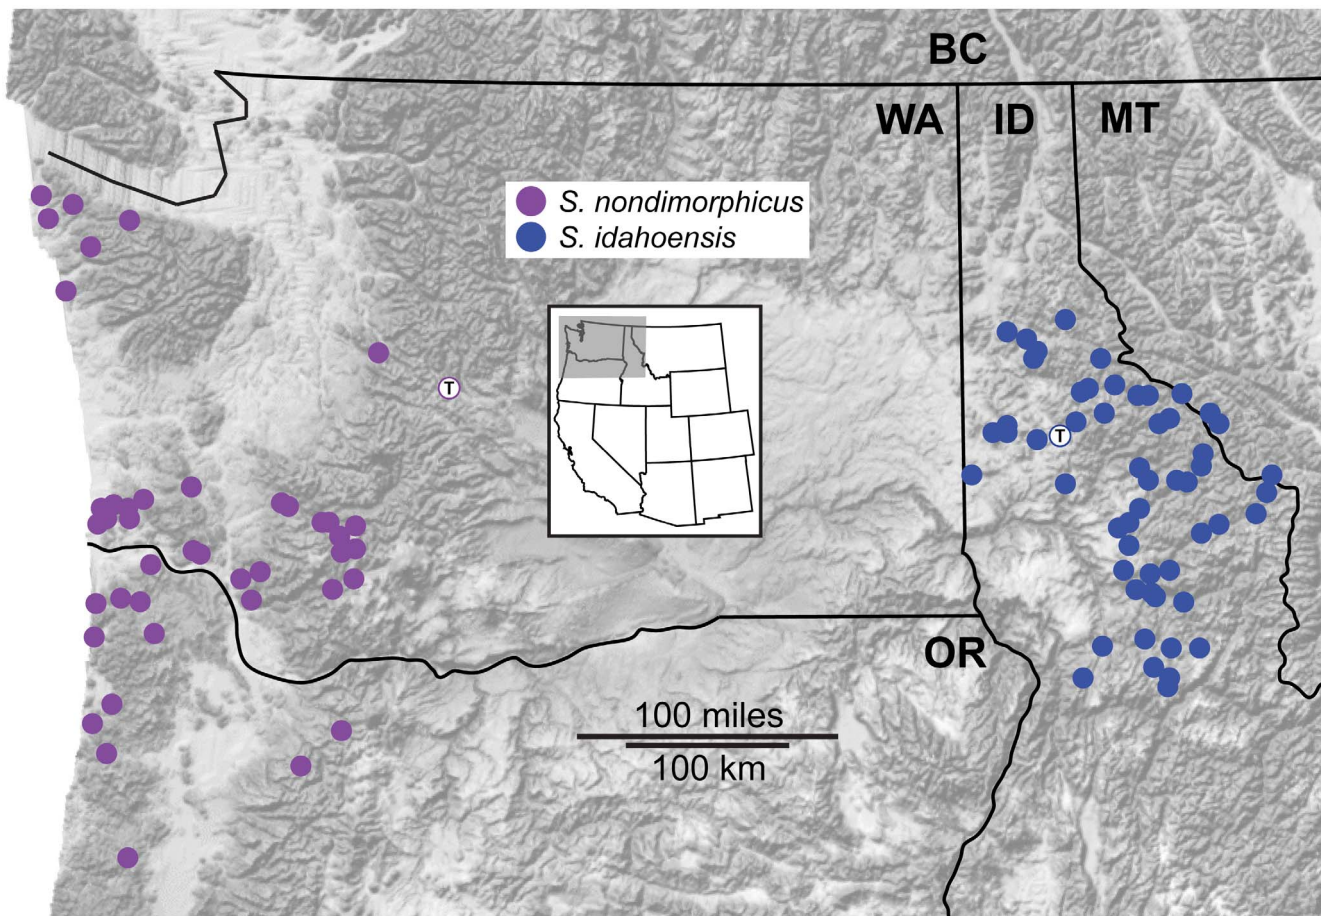 BC
WA ID MT
S. nondimorphicus
S. idahoensis
T
T
OR
100 miles
100 km